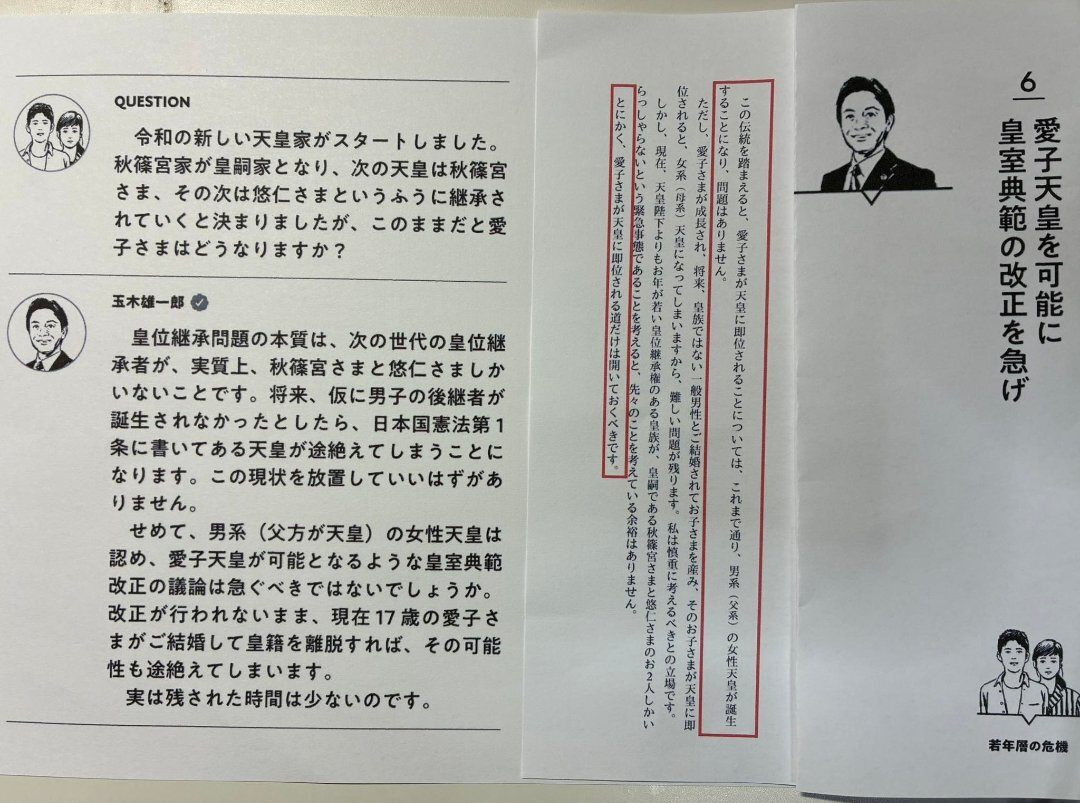 QUESTION
令和の新しい天皇家がスタートしました。
秋篠宮家が皇嗣家となり、次の天皇は秋篠宮
さま、その次は悠仁さまというふうに継承さ
れていくと決まりましたが、このままだと愛
子さまはどうなりますか？
玉木雄一郎
皇位継承問題の本質は、次の世代の皇位継
承者が、実質上、秋篠宮さまと悠仁さましか
いないことです。将来、仮に男子の後継者が
誕生されなかったとしたら、日本国憲法第1
条に書いてある天皇が途絶えてしまうことに
なります。この現状を放置していいはずがあ
りません。
せめて、男系（父方が天皇）の女性天皇は
認め、愛子天皇が可能となるような皇室典範
改正の議論は急ぐべきではないでしょうか。
改正が行われないまま、現在17歳の愛子さ
まがご結婚して皇籍を離脱すれば、その可能
性も途絶えてしまいます。
実は残された時間は少ないのです。
この伝統を踏まえると、愛子さまが天皇に即位されることについては、これまで通り、男系（父系）の女性天皇が誕生
することになり、問題はありません。
ただし、愛子さまが成長され、将来、皇族ではない一般男性とご結婚されてお子さまを産み、そのお子さまが天皇に即
位されると、女系（母系）天皇になってしまいますから、難しい問題が残ります。私は慎重に考えるべきとの立場です。
しかし、現在、天皇陛下よりもお年が若い皇位継承権のある皇族が、皇嗣である秋篠宮さまと悠仁さまのお2人しかい
らっしゃらないという緊急事態であることを考えると、先々のことを考えている余裕はありません。
とにかく、愛子さまが天皇に即位される道だけは開いておくべきです。
6
愛子天皇を可能に
皇室典範の改正を急げ
若年層の危機